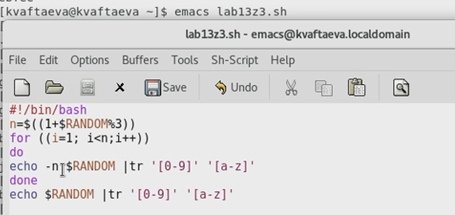 [kvaftaeva@kvaftaeva ~]$ emacs lab13z3.sh
lab13z3.sh - emacs@kvaftaeva.localdomain
File Edit Options Buffers Tools Sh-Script Help
Save Undo
#!/bin/bash
n=$((1+$RANDOM%3))
for ((i=1; i<n;i++))
do
echo -n $RANDOM |tr '[0-9]' '[a-z]'
done
echo $RANDOM |tr '[0-9]' '[a-z]'